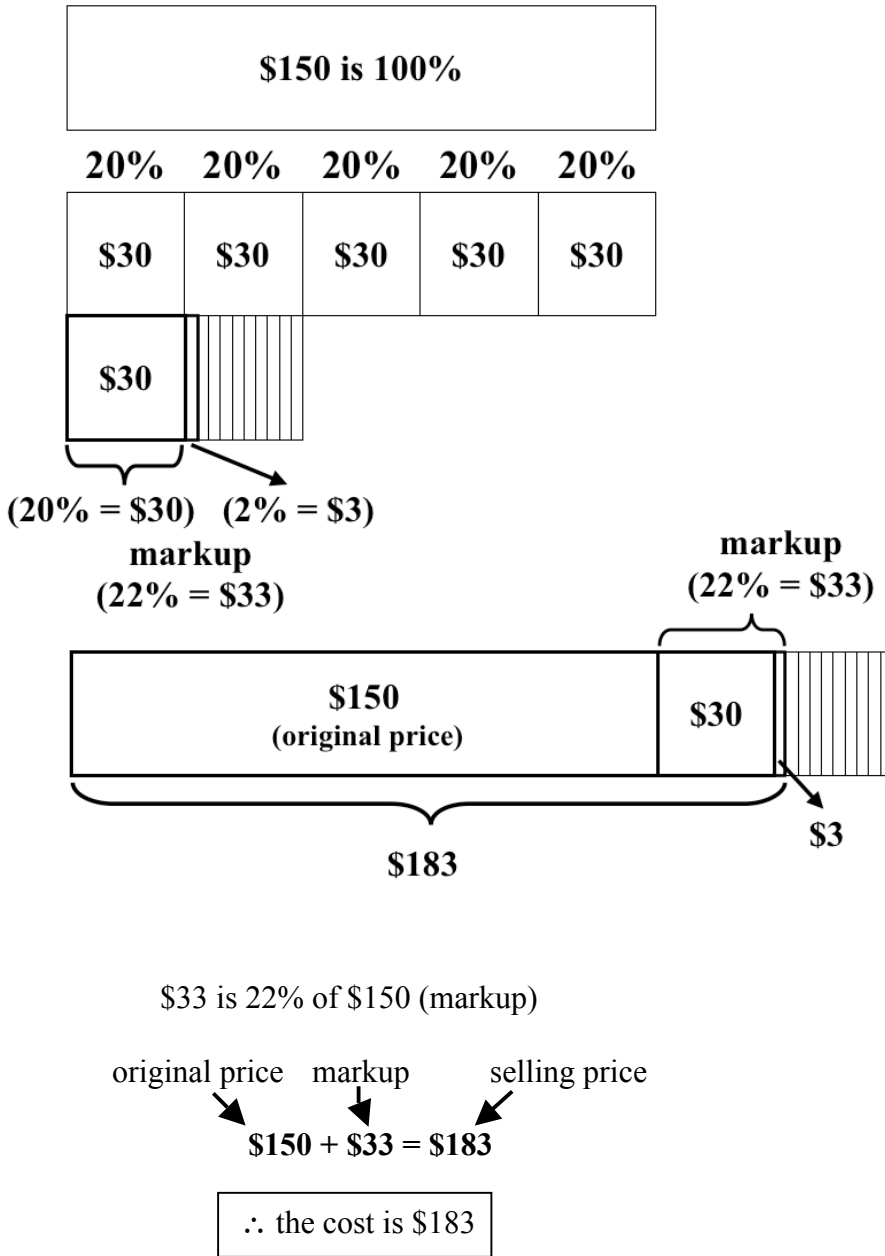 $150 is 100%
20% 20% 20% 20% 20%
$30 $30 $30 $30 $30
$30
(20% = $30) (2% = $3)
markup
(22% = $33)
markup
(22% = $33)
$150
(original price)
$30
$3
$183
$33 is 22% of $150 (markup)
original price markup selling price
$150 + $33 = $183
∴ the cost is $183